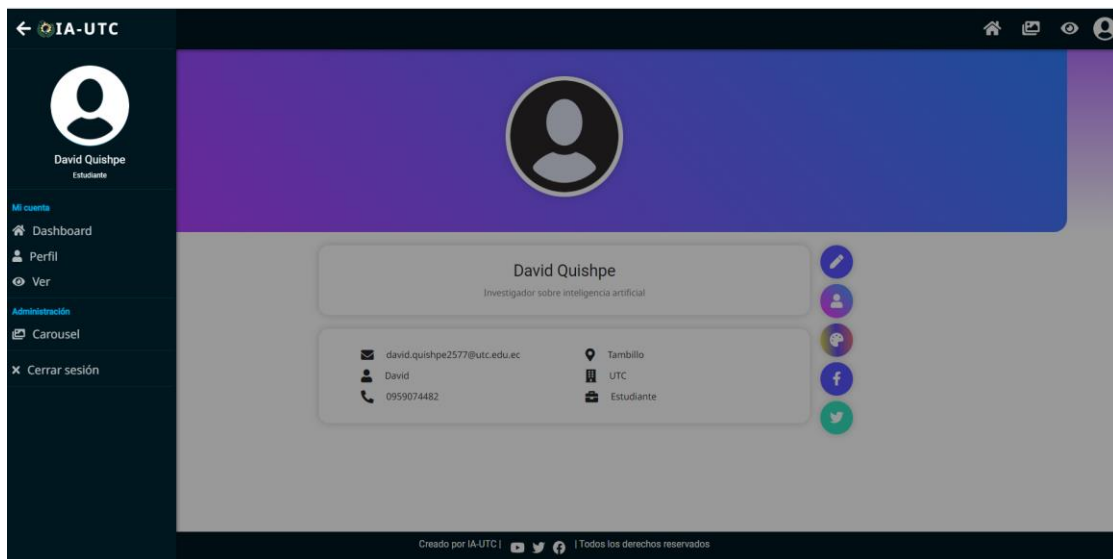 IA-UTC
David Quishpe
Estudiante
Mi cuenta
Dashboard
Perfil
Ver
Administración
Carousel
Cerrar sesión
David Quishpe
Investigador sobre inteligencia artificial
david.quishpe2577@utc.edu.ec
Tambillo
David
UTC
0959074482
Estudiante
Creado por IA-UTC | | Todos los derechos reservados